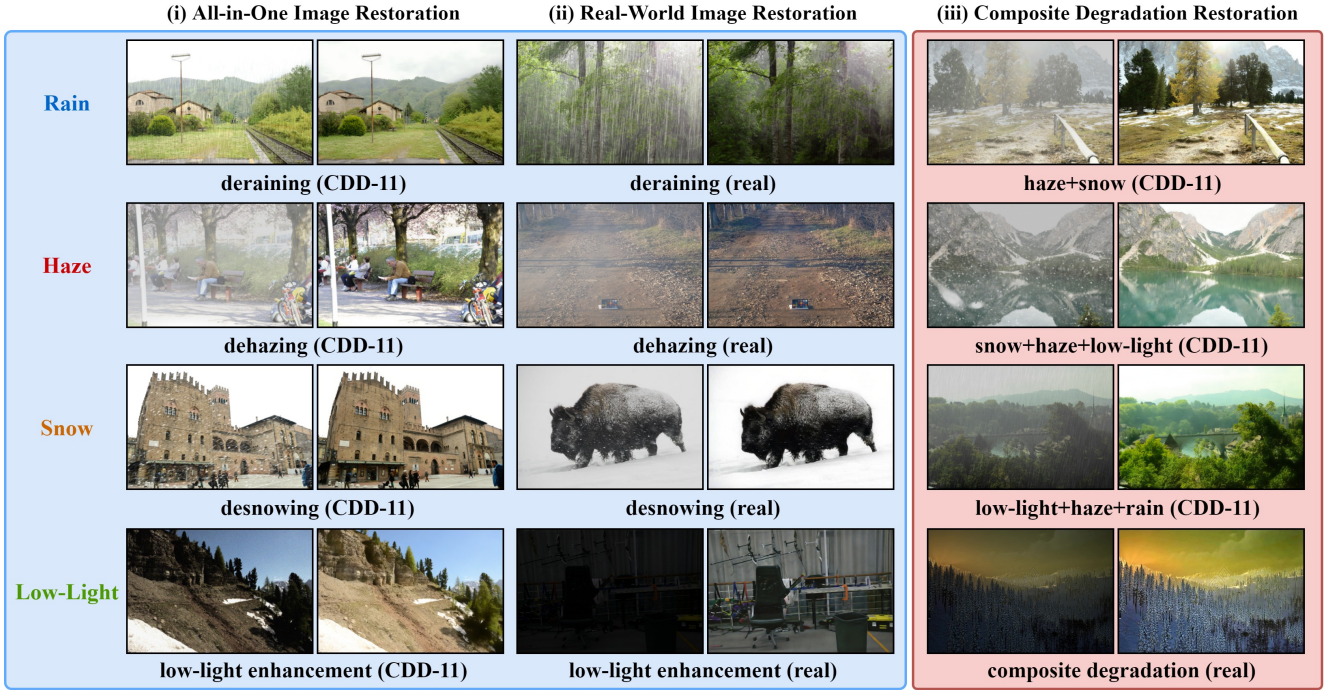 (i) All-in-One Image Restoration
(ii) Real-World Image Restoration
(iii) Composite Degradation Restoration
Rain
deraining (CDD-11)
deraining (real)
haze+snow (CDD-11)
Haze
dehazing (CDD-11)
dehazing (real)
snow+haze+low-light (CDD-11)
Snow
desnowing (CDD-11)
desnowing (real)
low-light+haze+rain (CDD-11)
Low-Light
low-light enhancement (CDD-11)
low-light enhancement (real)
composite degradation (real)